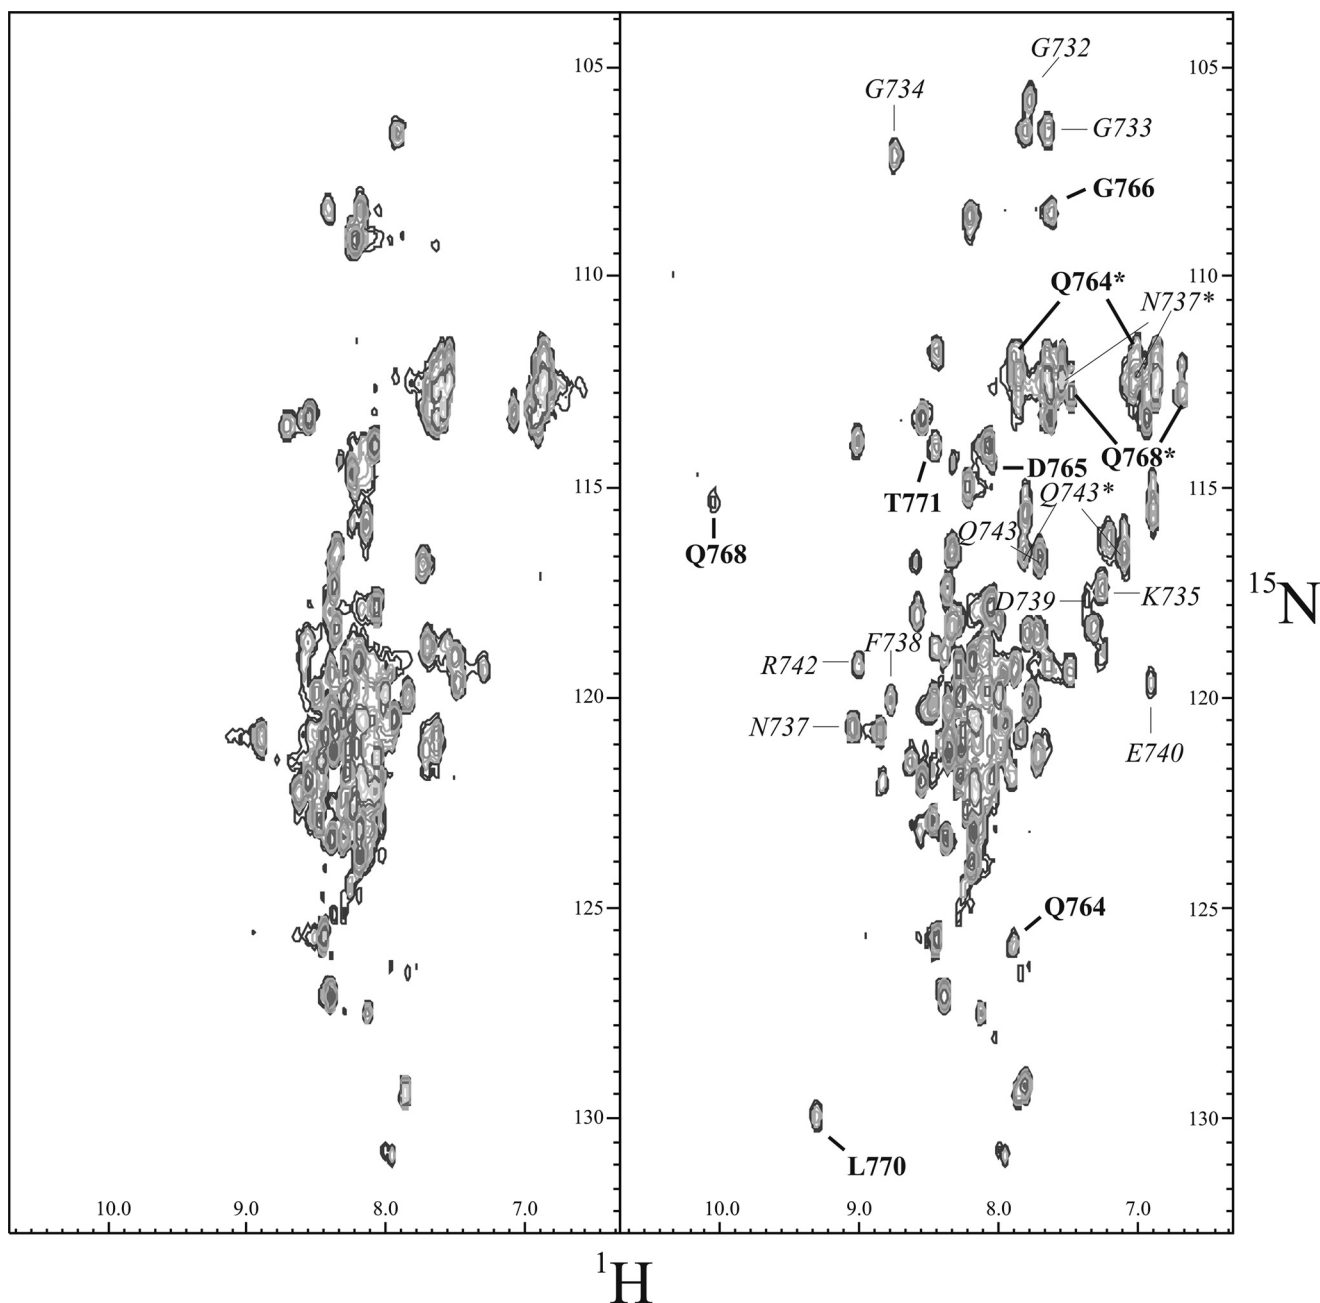 G732
105
105
G734
G733
G766
110
110
Q764*
N737*
Q768*
D765
T771
115
115
Q743*
Q743
Q768
D739
K735
¹⁵N
F738
R742
120
120
N737
E740
125
125
Q764
130
130
L770
10.0 9.0 8.0 7.0 10.0 9.0 8.0 7.0
¹H